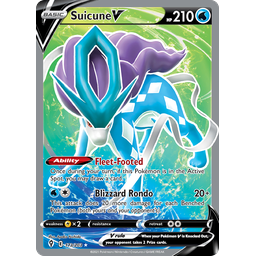 BASIC Suicune V HP 210
Ability Fleet-Footed
Once during your turn, if this Pokémon is in the Active
Spot, you may draw a card.
Blizzard Rondo 20+
This attack does 20 more damage for each Benched
Pokémon (both yours and your opponent's).
weakness ×2 resistance retreat
V rule When your Pokémon V is Knocked Out,
your opponent takes 2 Prize cards.